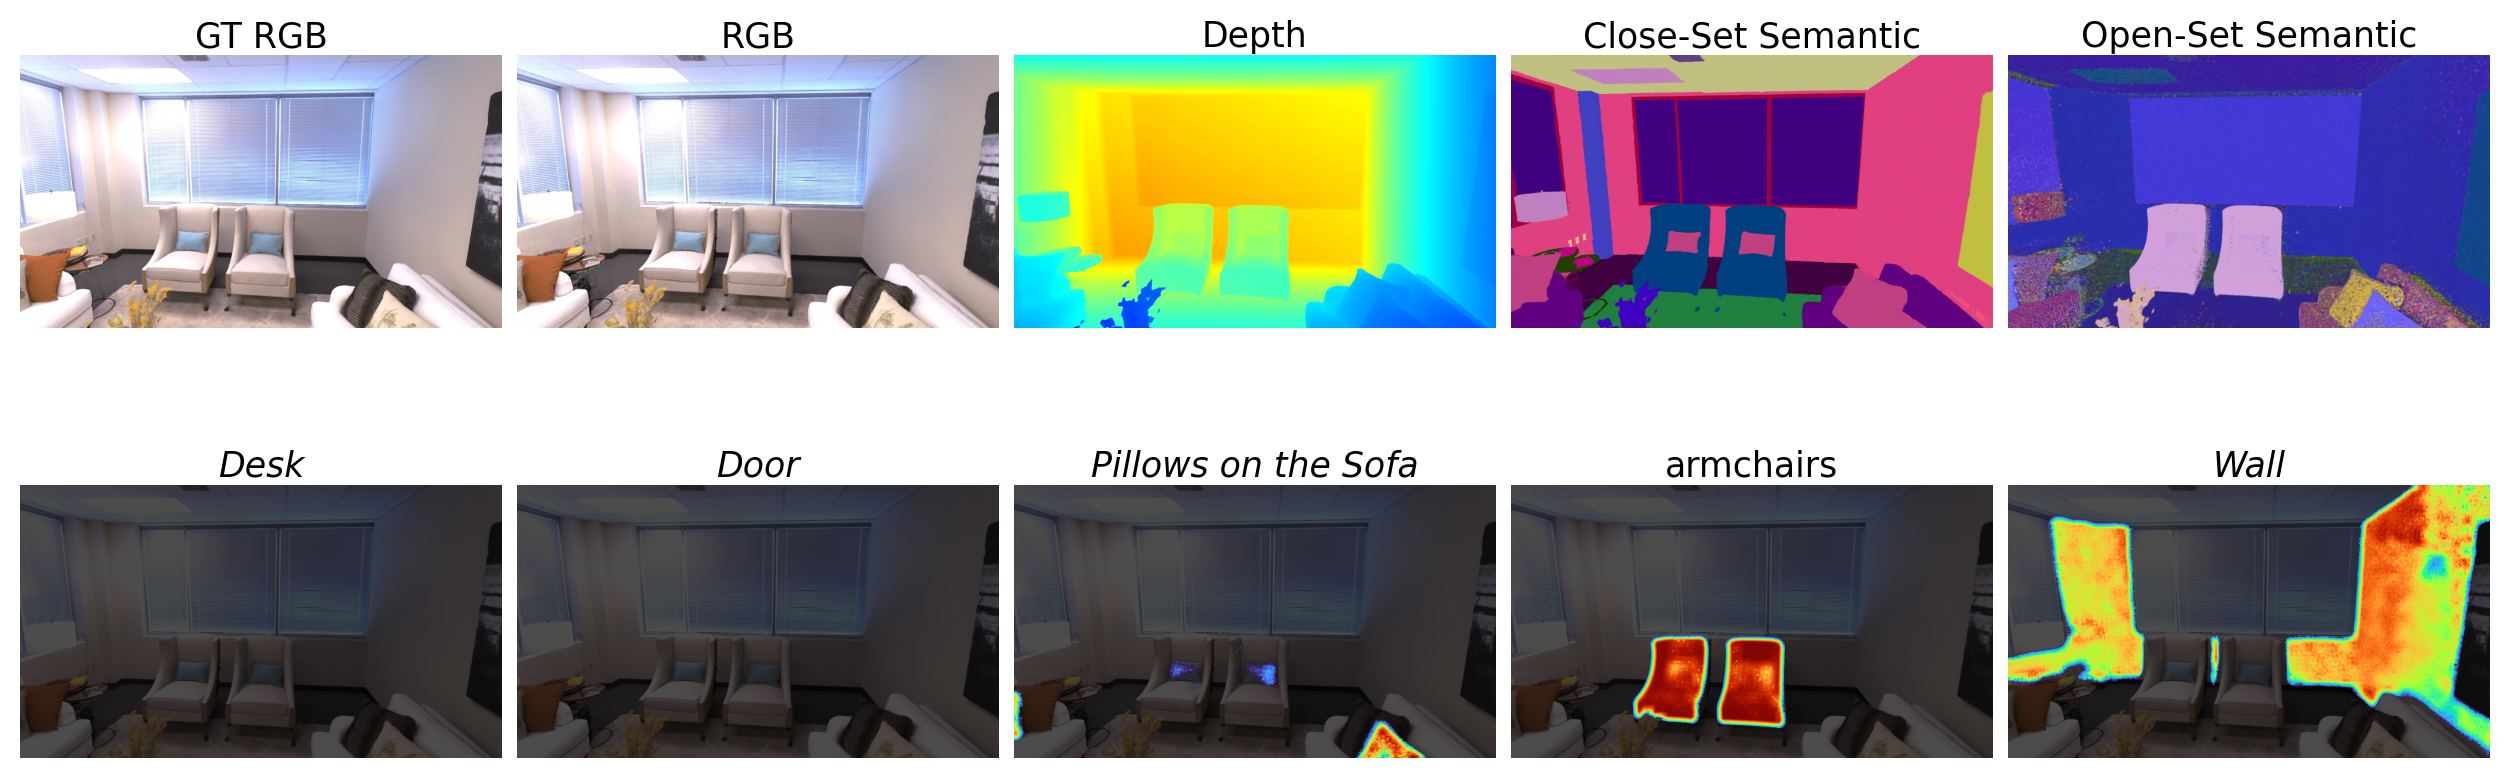 GT RGB
RGB
Depth
Close-Set Semantic
Open-Set Semantic
Desk
Door
Pillows on the Sofa
armchairs
Wall